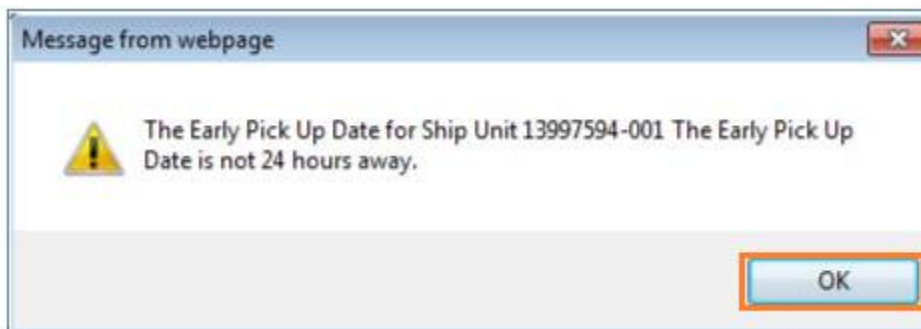 Message from webpage
The Early Pick Up Date for Ship Unit 13997594-001 The Early Pick Up
Date is not 24 hours away.
OK